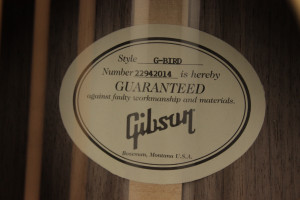 Style G-BIRD
Number 22942014 is hereby
GUARANTEED
against faulty workmanship and materials.
Gibson
Bozeman, Montana U.S.A.